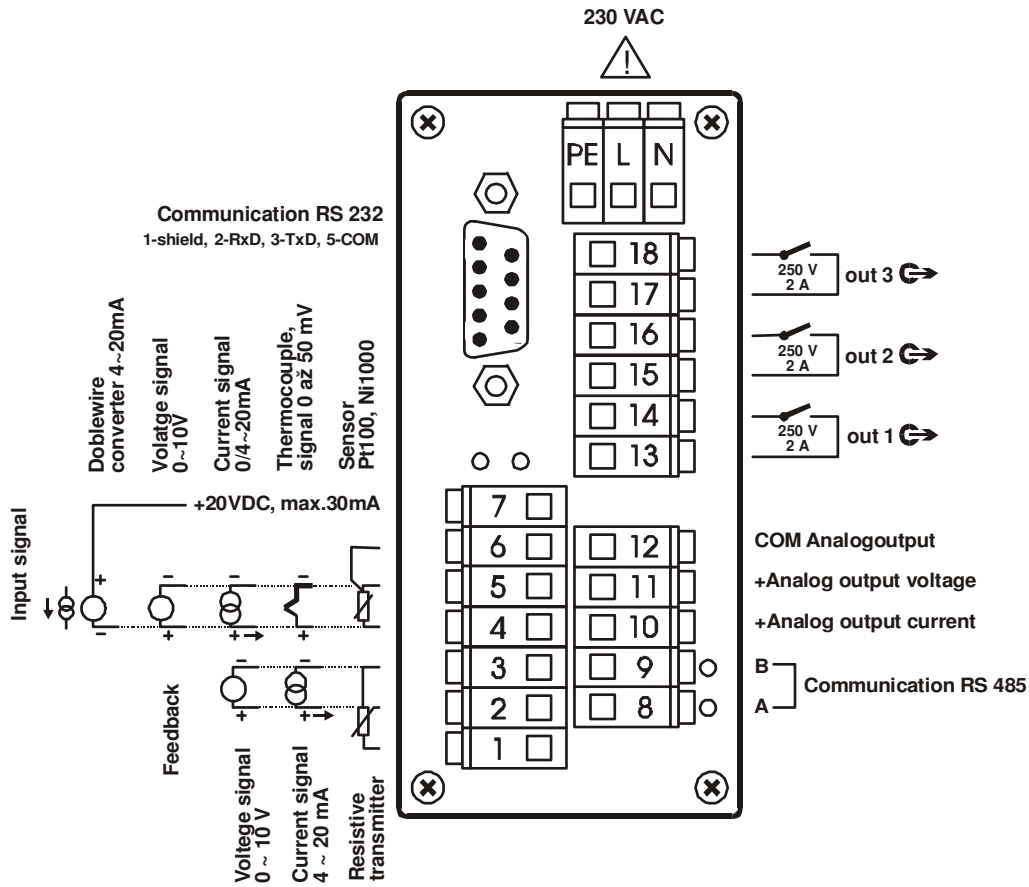 230 VAC
PE L N
Communication RS 232
1-shield, 2-RxD, 3-TxD, 5-COM
18
17
16
15
14
13
250 V
2 A
out 3
250 V
2 A
out 2
250 V
2 A
out 1
Doblewire
converter 4~20mA
Volatge signal
0~10V
Current signal
0/4~20mA
Thermocouple,
signal 0 až 50 mV
Sensor
Pt100, Ni1000
+20VDC, max.30mA
Input signal
+
–
–
+
–
+
–
+
7
6
5
4
3
2
1
12
11
10
9
8
COM Analogoutput
+Analog output voltage
+Analog output current
B
A
Communication RS 485
Feedback
–
+
–
+
Voltege signal
0 ~ 10 V
Current signal
4 ~ 20 mA
Resistive
transmitter